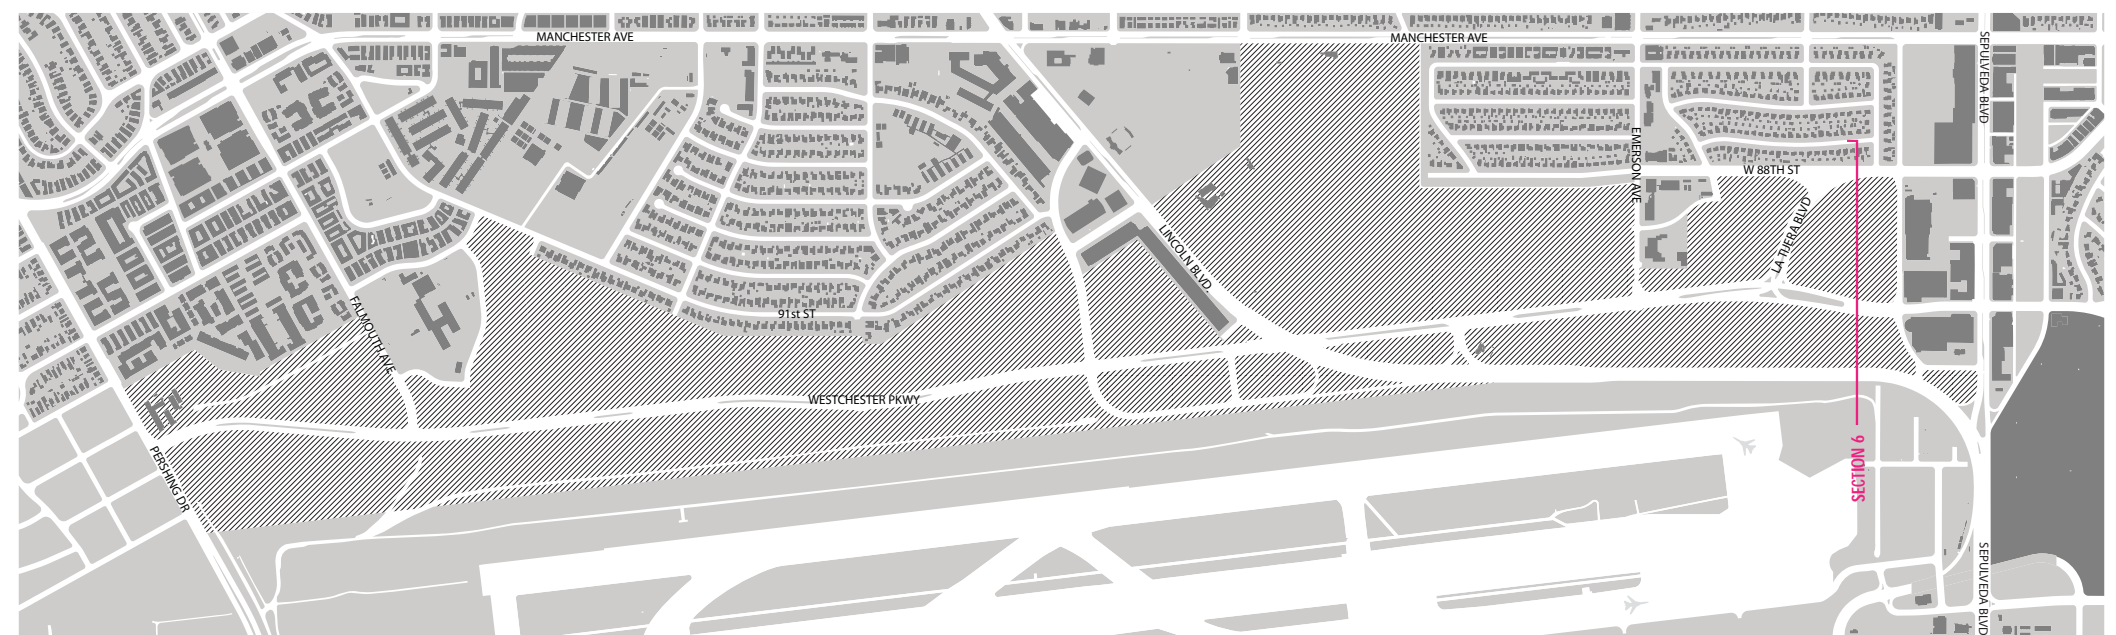 MANCHESTER AVE
MANCHESTER AVE
SEPULVEDA BLVD
EMERSON AVE
W 88TH ST
LA TIJERA BLVD
LINCOLN BLVD.
91st ST
FALMOUTH AVE
WESTCHESTER PKWY
PERSHING DR
SECTION 6
SEPULVEDA BLVD